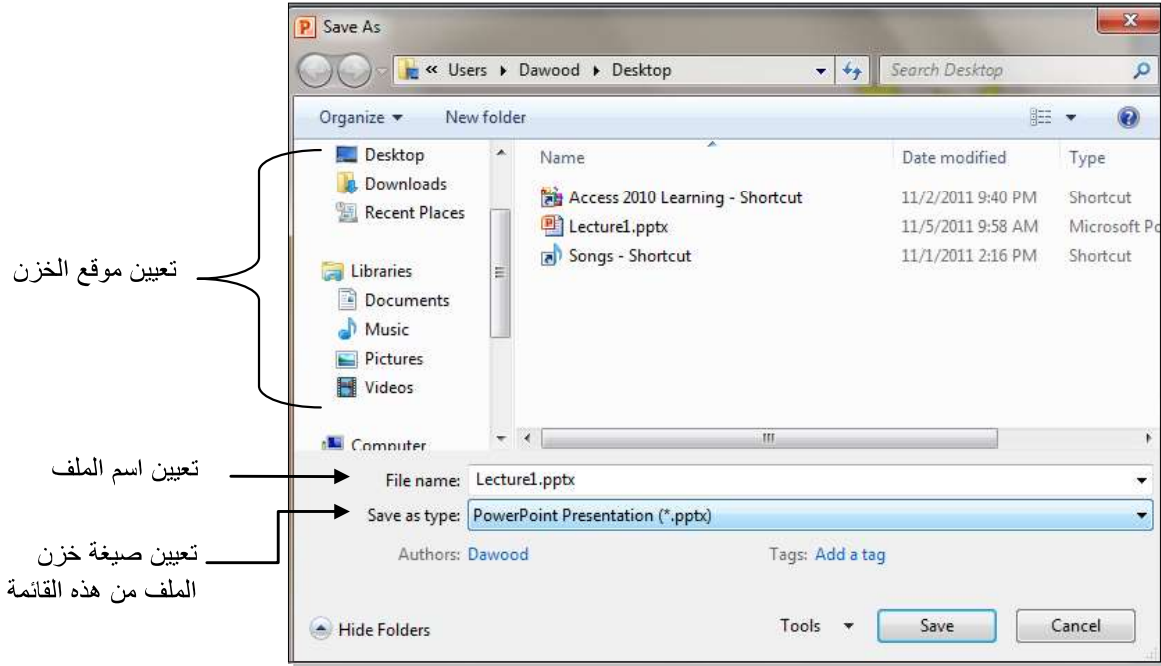 Save As
« Users ▸ Dawood ▸ Desktop
Search Desktop
Organize ▾ New folder
Desktop
Downloads
Recent Places
Libraries
Documents
Music
Pictures
Videos
Computer
Name Date modified Type
Access 2010 Learning - Shortcut 11/2/2011 9:40 PM Shortcut
Lecture1.pptx 11/5/2011 9:58 AM Microsoft Po
Songs - Shortcut 11/1/2011 2:16 PM Shortcut
تعيين موقع الخزن
تعيين اسم الملف
File name: Lecture1.pptx
Save as type: PowerPoint Presentation (*.pptx)
تعيين صيغة خزن
الملف من هذه القائمة
Authors: Dawood Tags: Add a tag
Hide Folders Tools ▾ Save Cancel